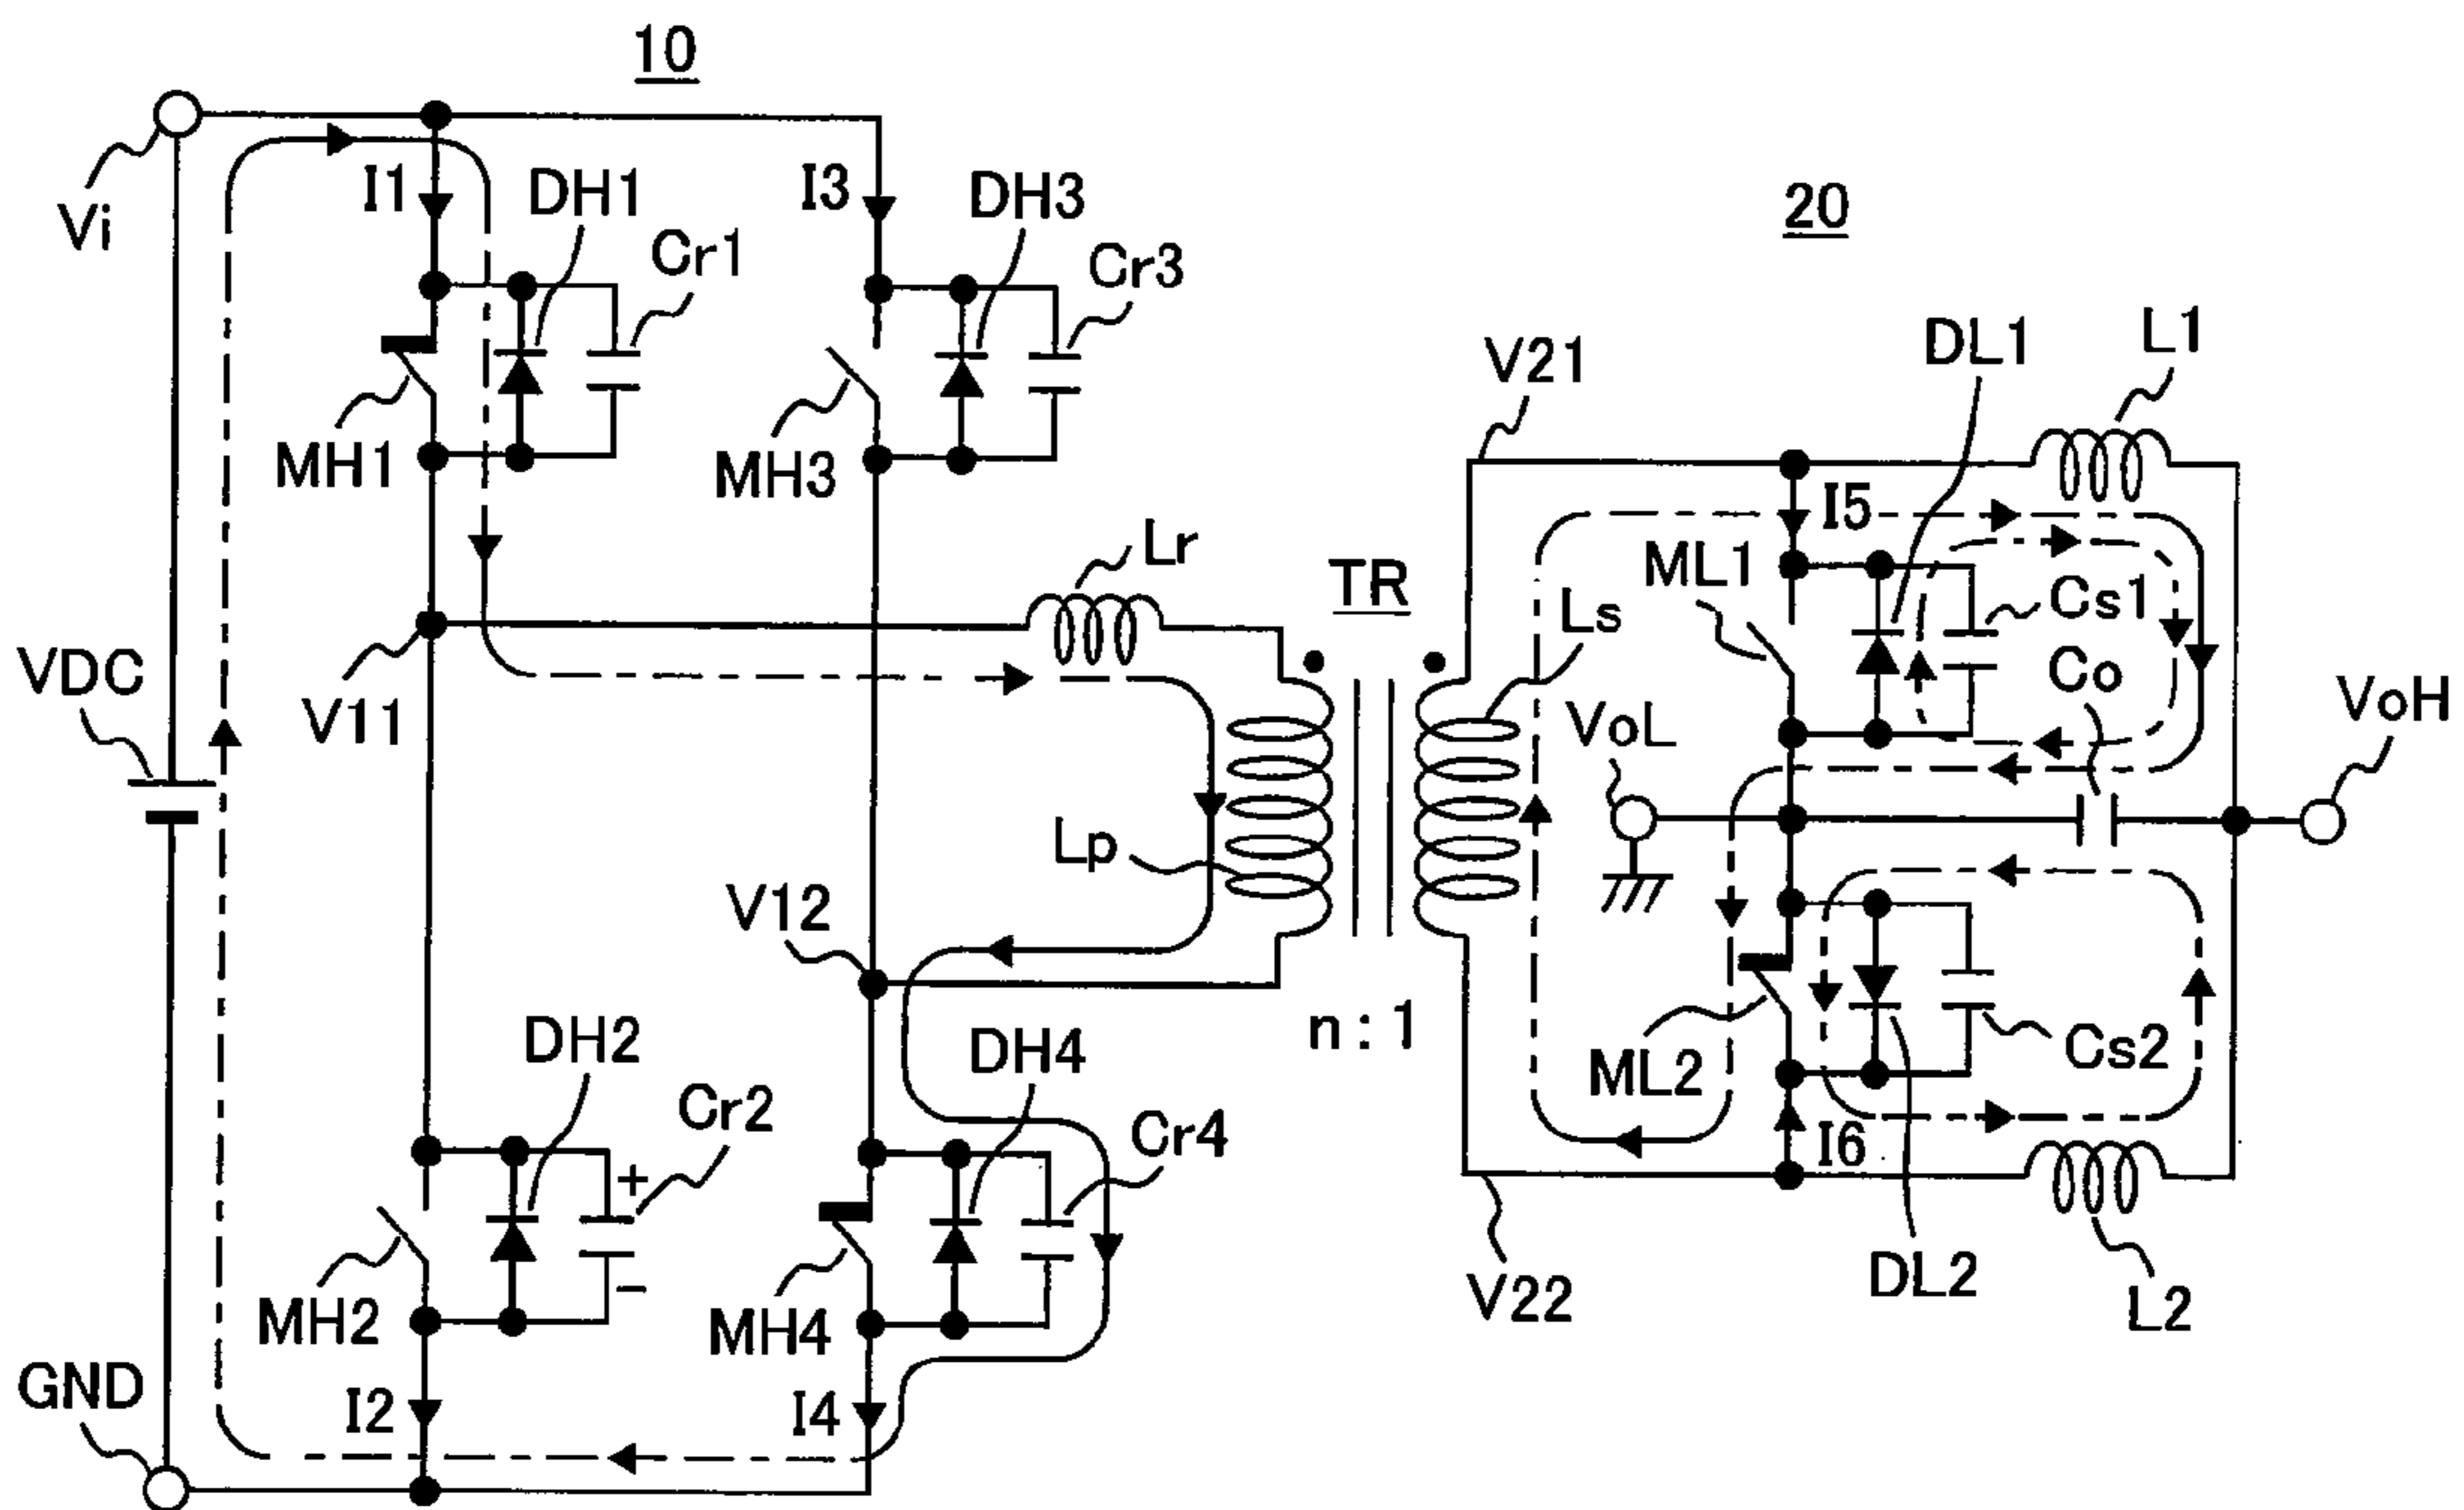 10
20
Vi
I1
DH1
Cr1
I3
DH3
Cr3
MH1
MH3
V21
DL1
L1
I5
ML1
Cs1
Lr
TR
Ls
Co
VDC
V11
VoL
VoH
Lp
V12
n : 1
DH2
Cr2
DH4
Cr4
ML2
Cs2
I6
+
−
MH2
MH4
V22
DL2
L2
GND
I2
I4